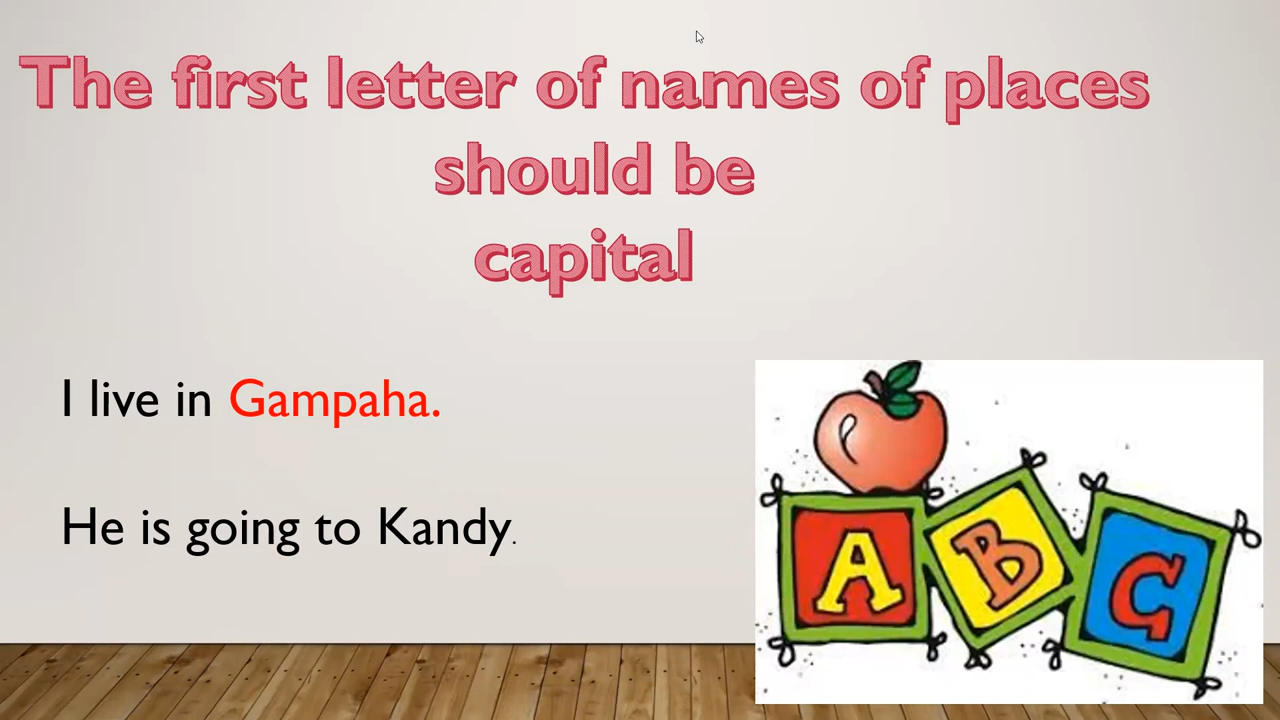 The first letter of names of places
should be
capital
I live in Gampaha.
He is going to Kandy.
A B C